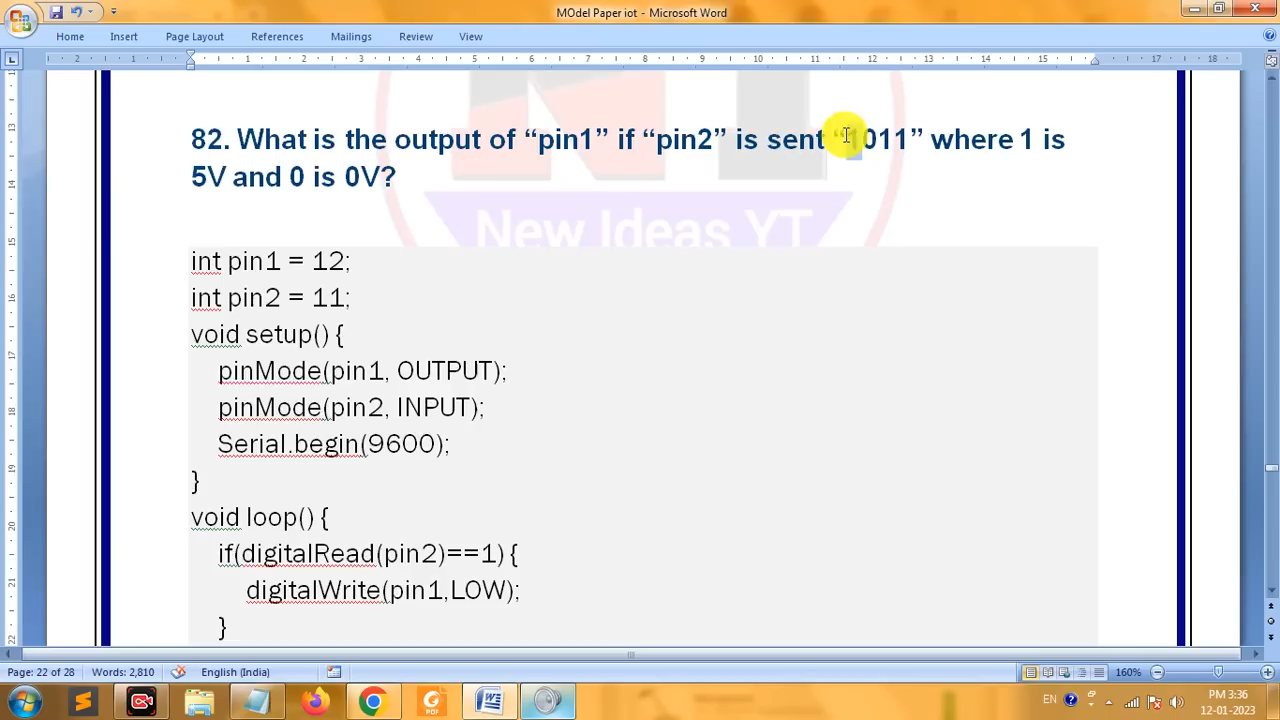 MOdel Paper iot - Microsoft Word
Home Insert Page Layout References Mailings Review View
82. What is the output of “pin1” if “pin2” is sent “1011” where 1 is
5V and 0 is 0V?
New Ideas YT
int pin1 = 12;
int pin2 = 11;
void setup() {
pinMode(pin1, OUTPUT);
pinMode(pin2, INPUT);
Serial.begin(9600);
}
void loop() {
if(digitalRead(pin2)==1) {
digitalWrite(pin1,LOW);
}
Page: 22 of 28 Words: 2,810 English (India) 160%
EN PM 3:36
12-01-2023